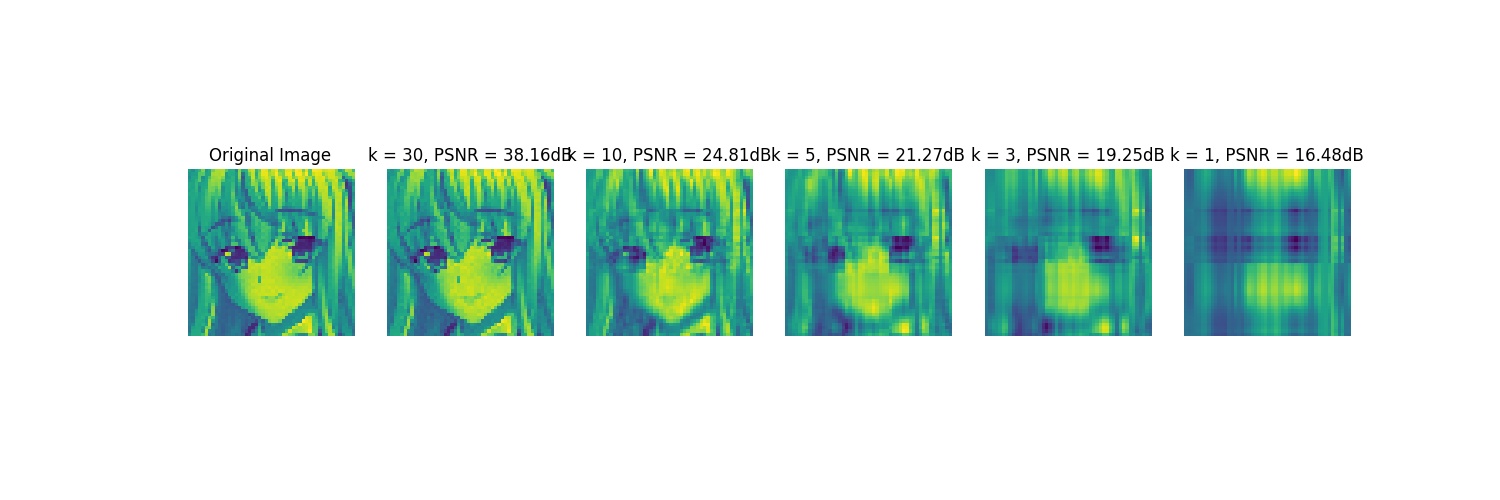 Original Image
k = 30, PSNR = 38.16dB
k = 10, PSNR = 24.81dB
k = 5, PSNR = 21.27dB
k = 3, PSNR = 19.25dB
k = 1, PSNR = 16.48dB